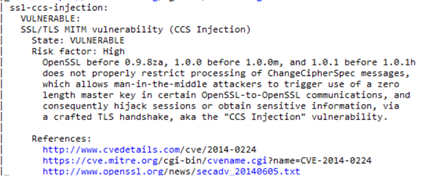 | ssl-ccs-injection:
|   VULNERABLE:
|   SSL/TLS MITM vulnerability (CCS Injection)
|     State: VULNERABLE
|     Risk factor: High
|       OpenSSL before 0.9.8za, 1.0.0 before 1.0.0m, and 1.0.1 before 1.0.1h
|       does not properly restrict processing of ChangeCipherSpec messages,
|       which allows man-in-the-middle attackers to trigger use of a zero
|       length master key in certain OpenSSL-to-OpenSSL communications, and
|       consequently hijack sessions or obtain sensitive information, via
|       a crafted TLS handshake, aka the "CCS Injection" vulnerability.
|
|     References:
|       http://www.cvedetails.com/cve/2014-0224
|       https://cve.mitre.org/cgi-bin/cvename.cgi?name=CVE-2014-0224
|_      http://www.openssl.org/news/secadv_20140605.txt